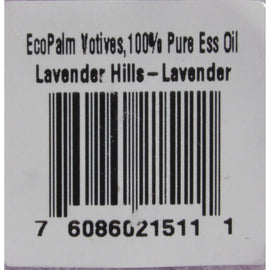 EcoPalm Votives,100% Pure Ess Oil
Lavender Hills – Lavender
7 6086021511 1